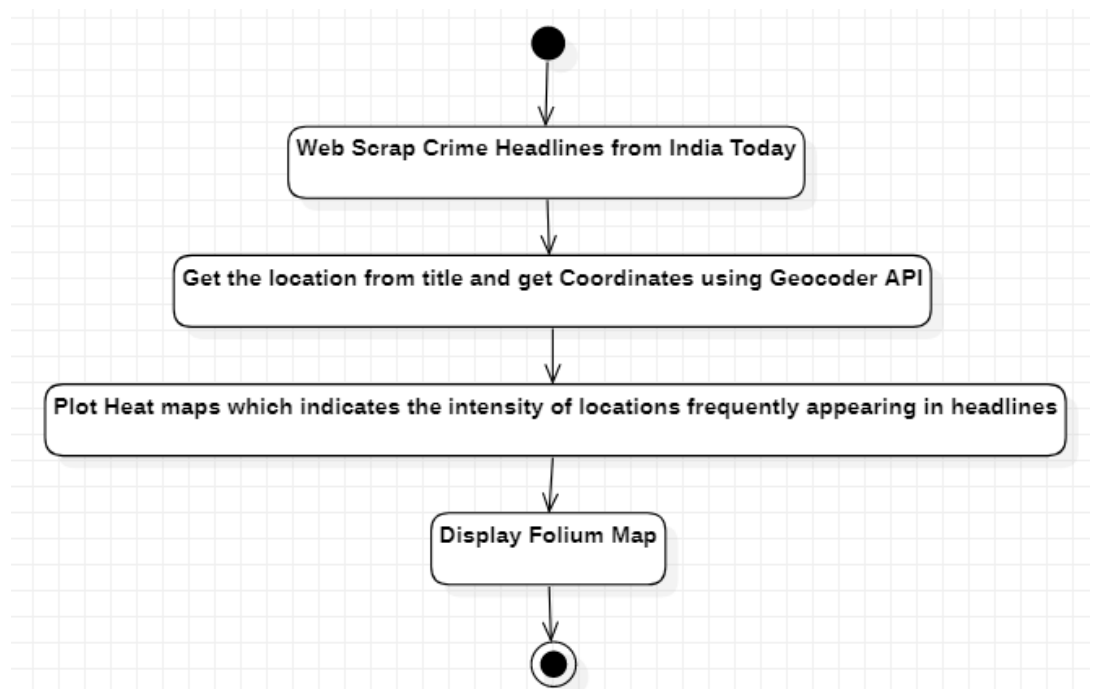 Web Scrap Crime Headlines from India Today
Get the location from title and get Coordinates using Geocoder API
Plot Heat maps which indicates the intensity of locations frequently appearing in headlines
Display Folium Map